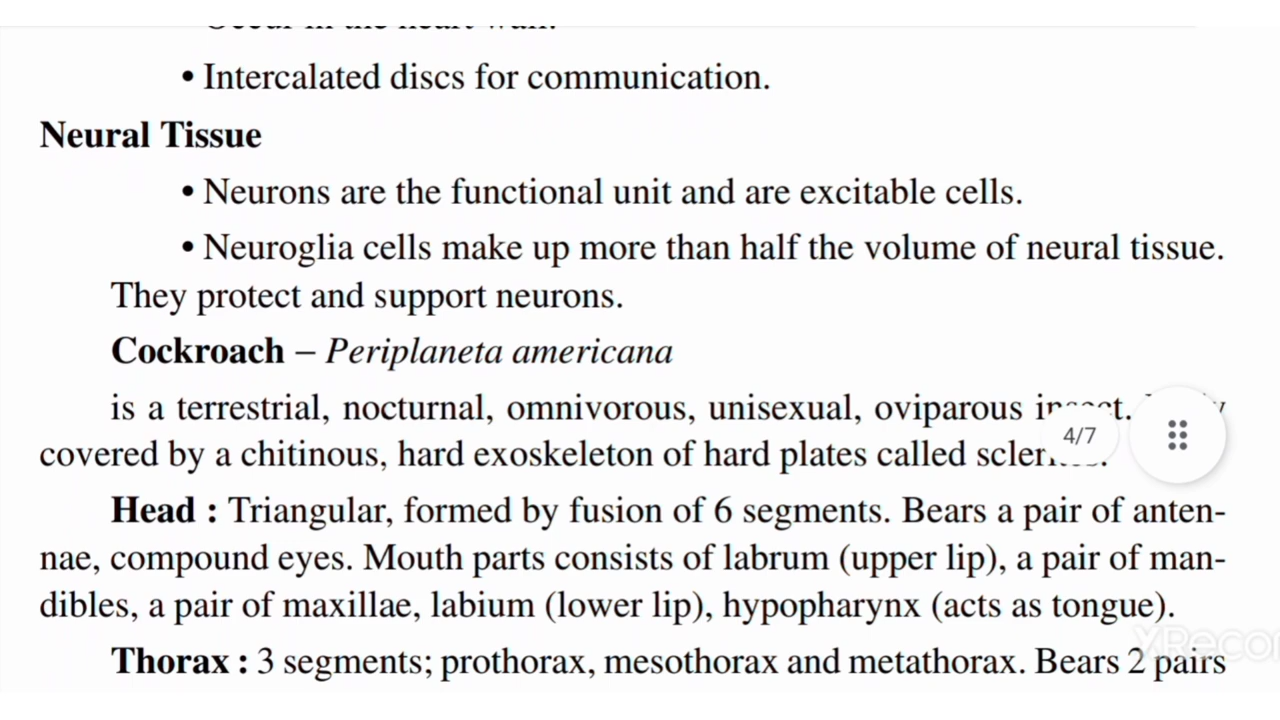 • Intercalated discs for communication.
Neural Tissue
• Neurons are the functional unit and are excitable cells.
• Neuroglia cells make up more than half the volume of neural tissue.
They protect and support neurons.
Cockroach – Periplaneta americana
is a terrestrial, nocturnal, omnivorous, unisexual, oviparous
covered by a chitinous, hard exoskeleton of hard plates called
4/7
Head : Triangular, formed by fusion of 6 segments. Bears a pair of anten-
nae, compound eyes. Mouth parts consists of labrum (upper lip), a pair of man-
dibles, a pair of maxillae, labium (lower lip), hypopharynx (acts as tongue).
Thorax : 3 segments; prothorax, mesothorax and metathorax. Bears 2 pairs